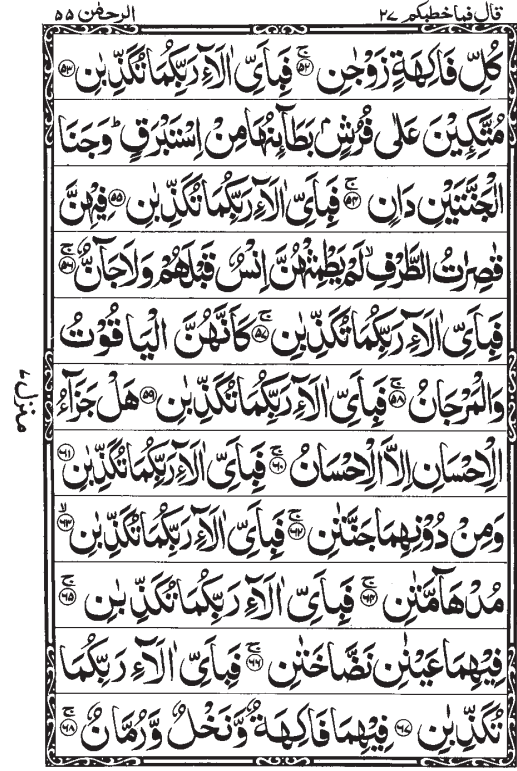 قال فما خطبكم ٢٧ الرحمٰن ٥٥
كُلِّ فَاكِهَةٍ زَوْجٰنِ ۚ﴿٥٢﴾ فَبِاَىِّ اٰلَآءِ رَبِّكُمَا تُكَذِّبٰنِ ﴿٥٣﴾
مُتَّكِـِٕيْنَ عَلٰى فُرُشٍۭ بَطَآئِنُهَا مِنْ اِسْتَبْرَقٍ ؕ وَجَنَا
الْجَنَّتَيْنِ دَانٍ ۚ﴿٥٤﴾ فَبِاَىِّ اٰلَآءِ رَبِّكُمَا تُكَذِّبٰنِ ﴿٥٥﴾ فِيْهِنَّ
قٰصِرٰتُ الطَّرْفِ ۙ لَمْ يَطْمِثْهُنَّ اِنْسٌ قَبْلَهُمْ وَلَا جَآنٌّ ۚ﴿٥٦﴾
فَبِاَىِّ اٰلَآءِ رَبِّكُمَا تُكَذِّبٰنِ ۚ﴿٥٧﴾ كَاَنَّهُنَّ الْيَاقُوْتُ
وَالْمَرْجَانُ ۚ﴿٥٨﴾ فَبِاَىِّ اٰلَآءِ رَبِّكُمَا تُكَذِّبٰنِ ﴿٥٩﴾ هَلْ جَزَآءُ
الْاِحْسَانِ اِلَّا الْاِحْسَانُ ۚ﴿٦٠﴾ فَبِاَىِّ اٰلَآءِ رَبِّكُمَا تُكَذِّبٰنِ ﴿٦١﴾
وَمِنْ دُوْنِهِمَا جَنَّتٰنِ ۚ﴿٦٢﴾ فَبِاَىِّ اٰلَآءِ رَبِّكُمَا تُكَذِّبٰنِ ۙ﴿٦٣﴾
مُدْهَآمَّتٰنِ ۚ﴿٦٤﴾ فَبِاَىِّ اٰلَآءِ رَبِّكُمَا تُكَذِّبٰنِ ۚ﴿٦٥﴾
فِيْهِمَا عَيْنٰنِ نَضَّاخَتٰنِ ۚ﴿٦٦﴾ فَبِاَىِّ اٰلَآءِ رَبِّكُمَا
تُكَذِّبٰنِ ﴿٦٧﴾ فِيْهِمَا فَاكِهَةٌ وَّنَخْلٌ وَّرُمَّانٌ ۚ﴿٦٨﴾
منزل ٧